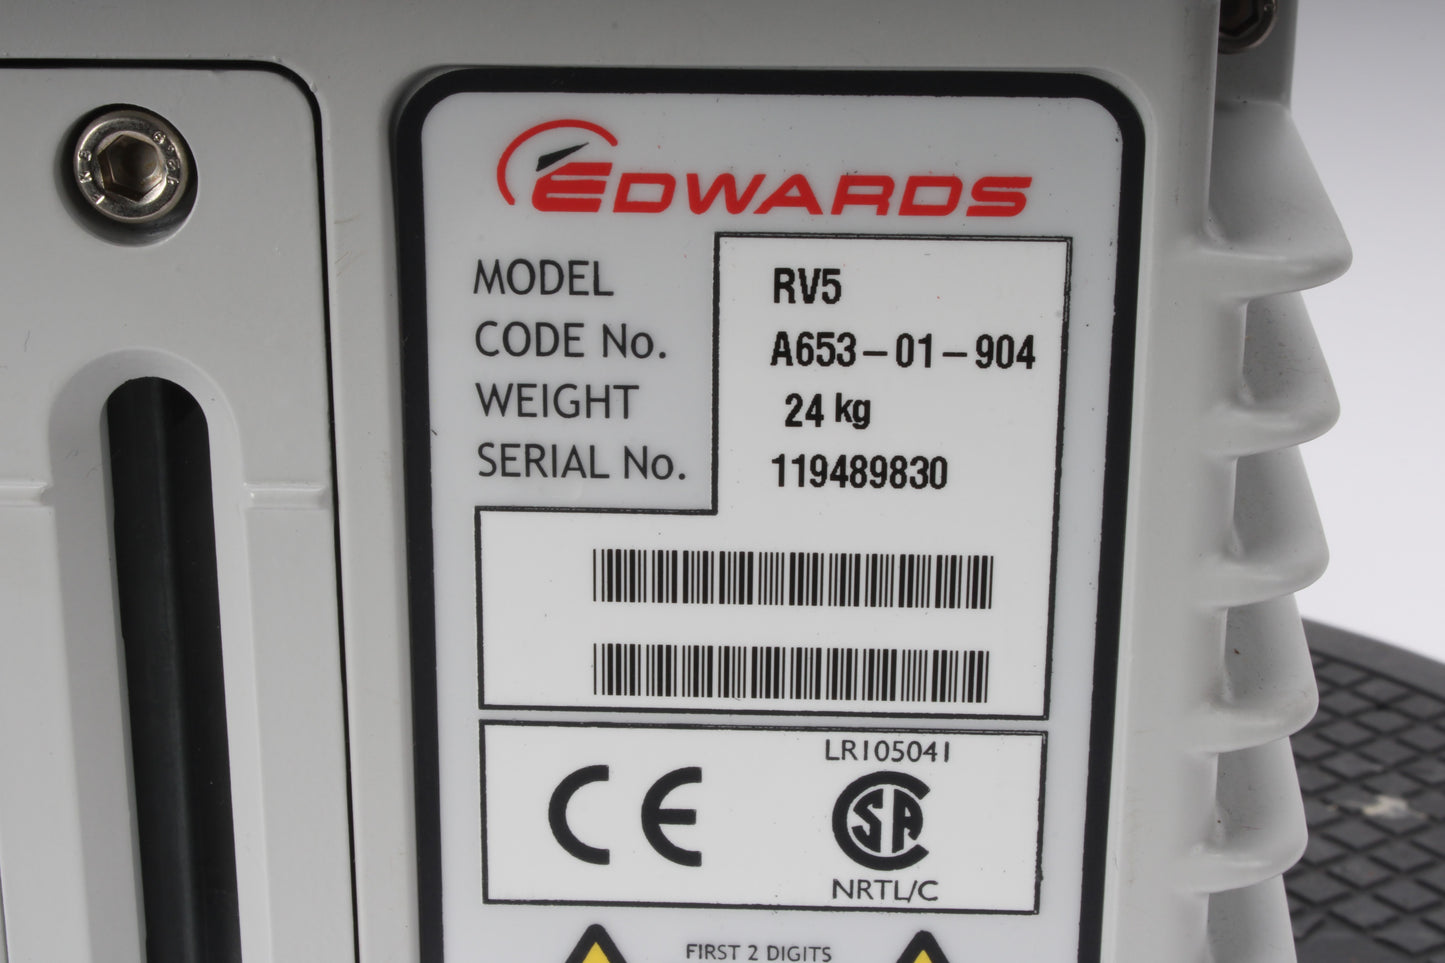 EDWARDS
MODEL RV5
CODE No. A653-01-904
WEIGHT 24 kg
SERIAL No. 119489830
LR105041
CE CSA
NRTL/C
FIRST 2 DIGITS